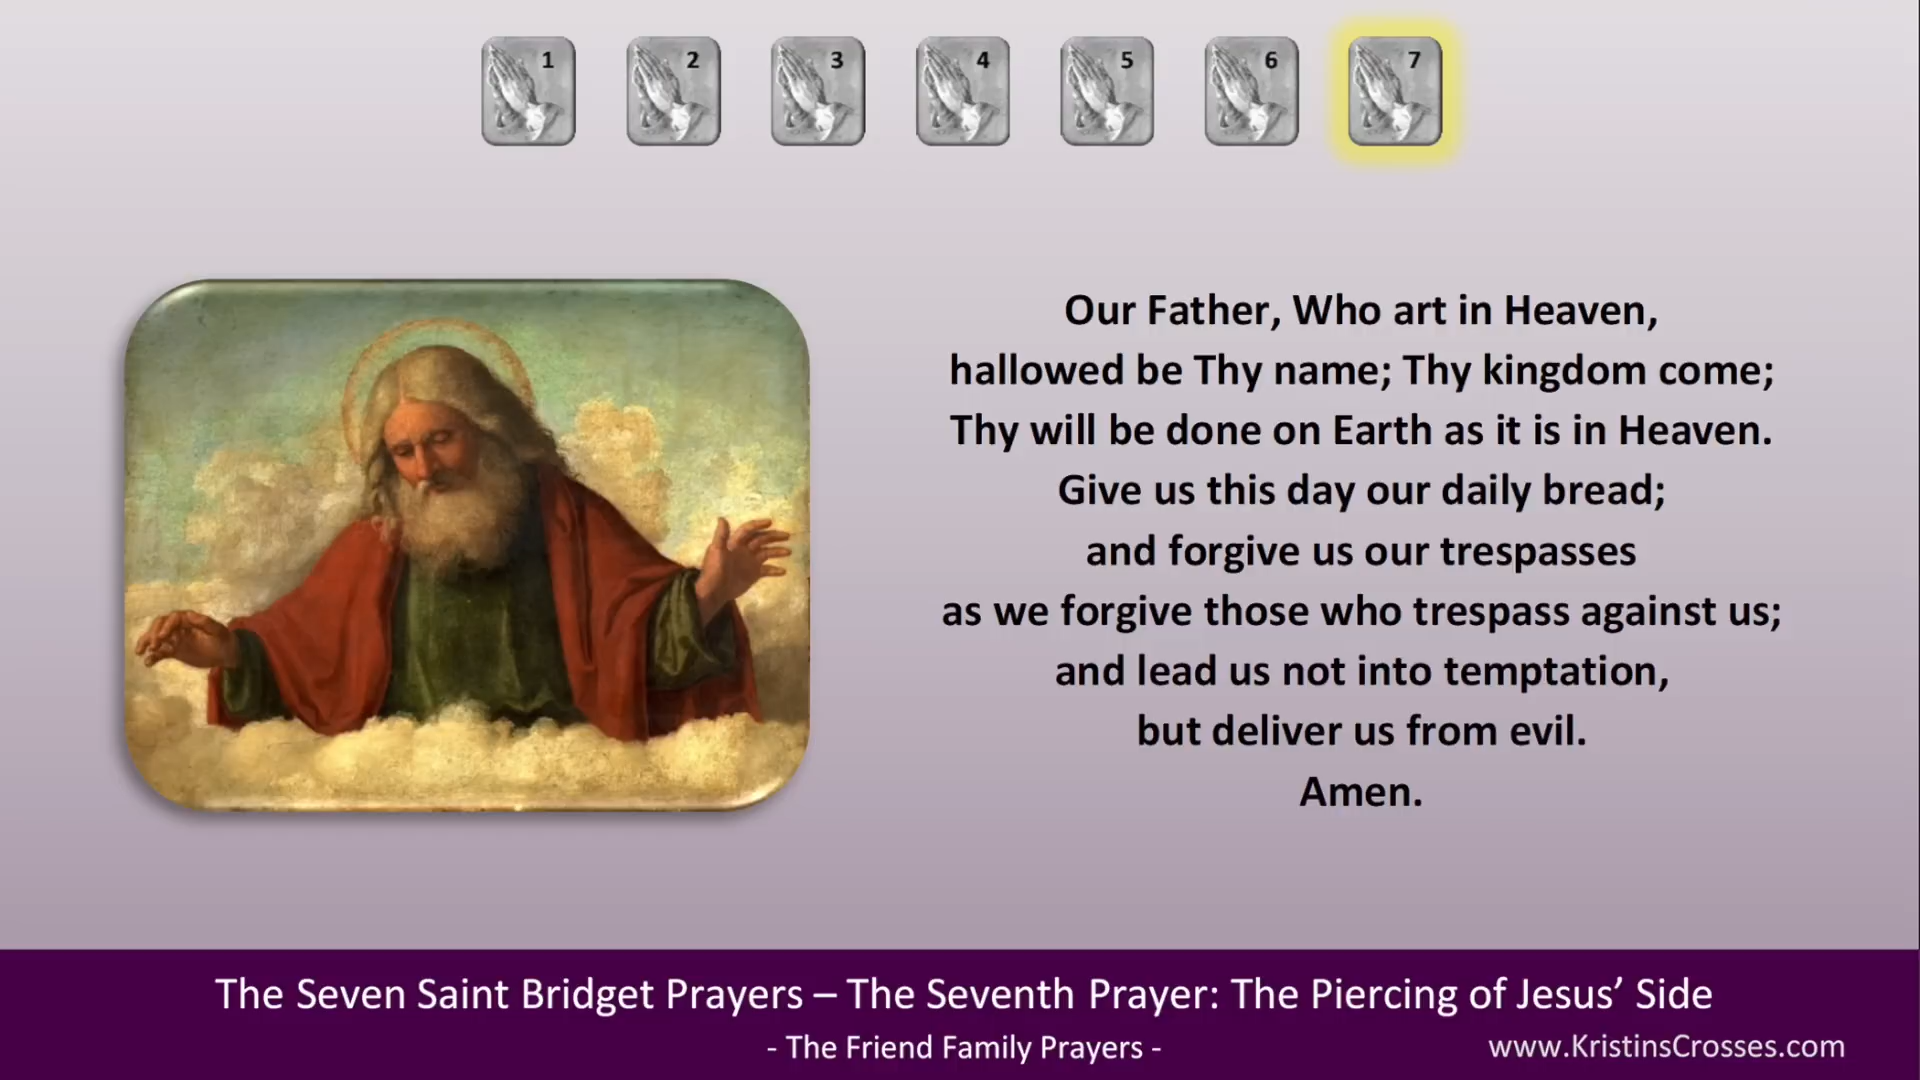 1 2 3 4 5 6 7
Our Father, Who art in Heaven,
hallowed be Thy name; Thy kingdom come;
Thy will be done on Earth as it is in Heaven.
Give us this day our daily bread;
and forgive us our trespasses
as we forgive those who trespass against us;
and lead us not into temptation,
but deliver us from evil.
Amen.
The Seven Saint Bridget Prayers – The Seventh Prayer: The Piercing of Jesus’ Side
- The Friend Family Prayers -
www.KristinsCrosses.com